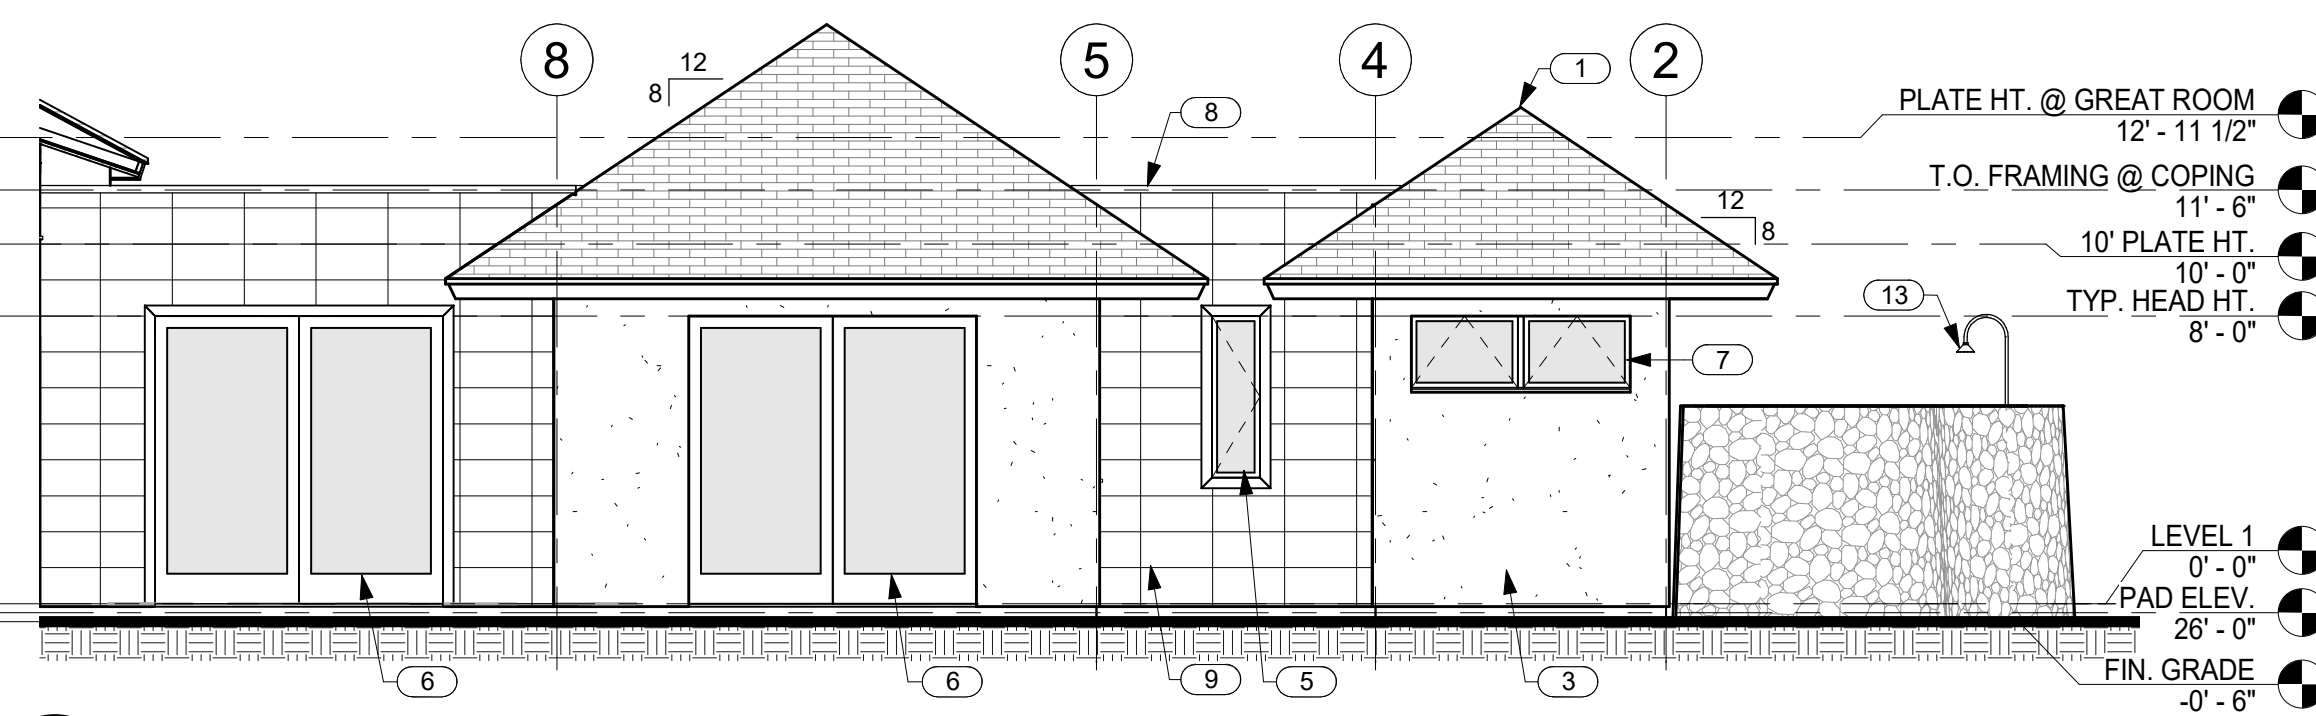 8
5
4
2
12
8
8
1
PLATE HT. @ GREAT ROOM
12' - 11 1/2"
T.O. FRAMING @ COPING
11' - 6"
12
8
10' PLATE HT.
10' - 0"
13
TYP. HEAD HT.
8' - 0"
7
LEVEL 1
0' - 0"
PAD ELEV.
26' - 0"
FIN. GRADE
-0' - 6"
6
6
9
5
3